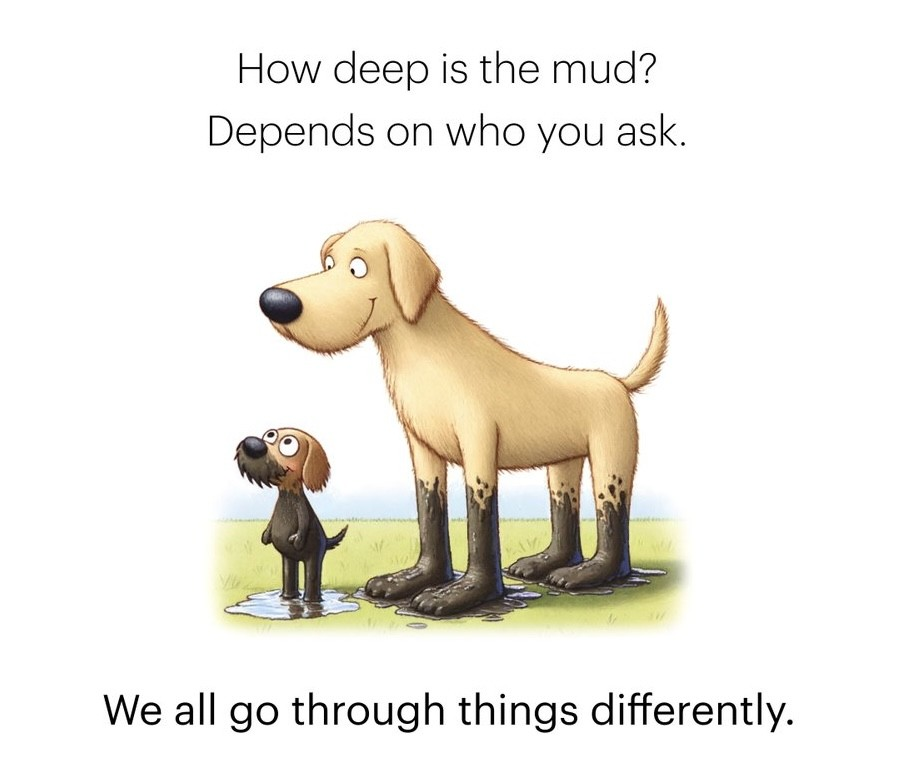 How deep is the mud?
Depends on who you ask.
We all go through things differently.